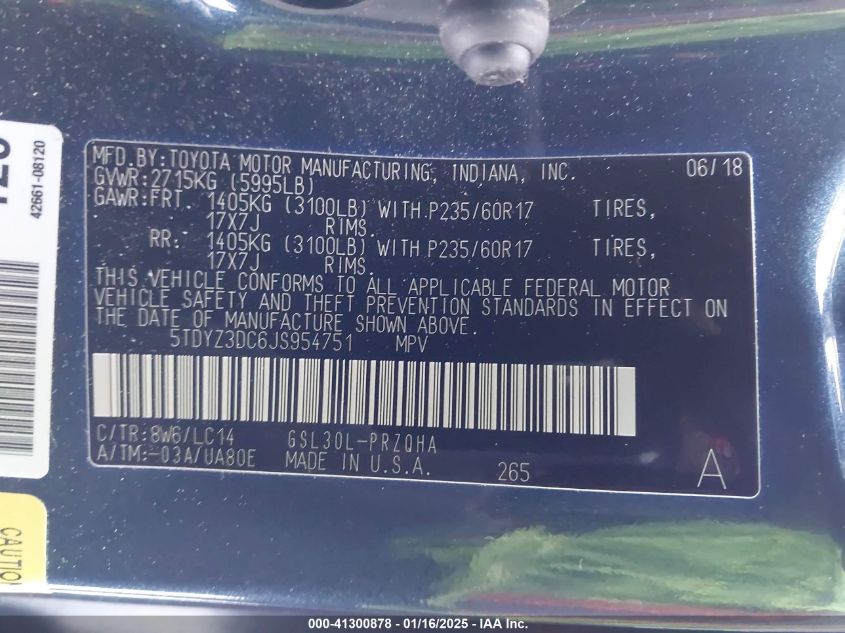 MFD.BY:TOYOTA MOTOR MANUFACTURING, INDIANA, INC. 06/18
GVWR:2715KG (5995LB)
GAWR:FRT. 1405KG (3100LB) WITH P235/60R17 TIRES,
17X7J RIMS.
RR: 1405KG (3100LB) WITH P235/60R17 TIRES,
17X7J RIMS.
THIS VEHICLE CONFORMS TO ALL APPLICABLE FEDERAL MOTOR
VEHICLE SAFETY AND THEFT PREVENTION STANDARDS IN EFFECT ON
THE DATE OF MANUFACTURE SHOWN ABOVE.
5TDYZ3DC6JS954751 MPV
C/TR:8W6/LC14 GSL30L-PRZQHA
A/TM:-03A/UA80E MADE IN U.S.A. 265 A
42661-08120
CAUTION
000-41300878 - 01/16/2025 - IAA Inc.